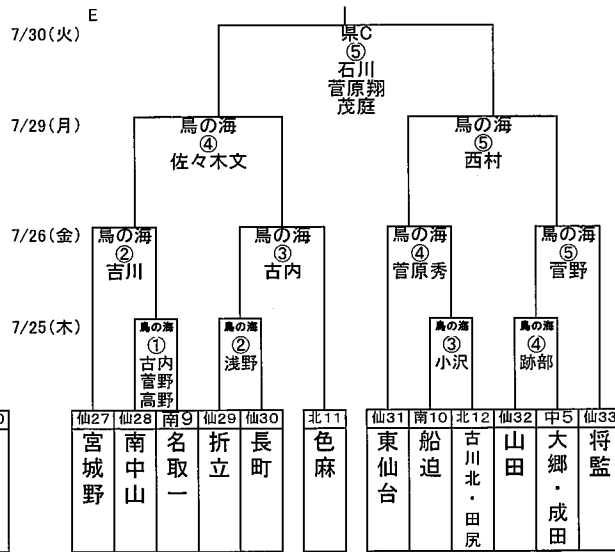 E
7/30(火)
県C
⑤
石川
菅原翔
茂庭
7/29(月)
鳥の海
④
佐々木文
鳥の海
⑤
西村
7/26(金)
鳥の海
②
吉川
鳥の海
③
古内
鳥の海
④
菅原秀
鳥の海
⑤
菅野
7/25(木)
鳥の海
①
古内
菅野
高野
鳥の海
②
浅野
鳥の海
③
小沢
鳥の海
④
跡部
仙27
宮城野
仙28
南中山
南9
名取一
仙29
折立
仙30
長町
北11
色麻
仙31
東仙台
南10
船迫
北12
古川北・田尻
仙32
山田
中5
大郷・成田
仙33
将監